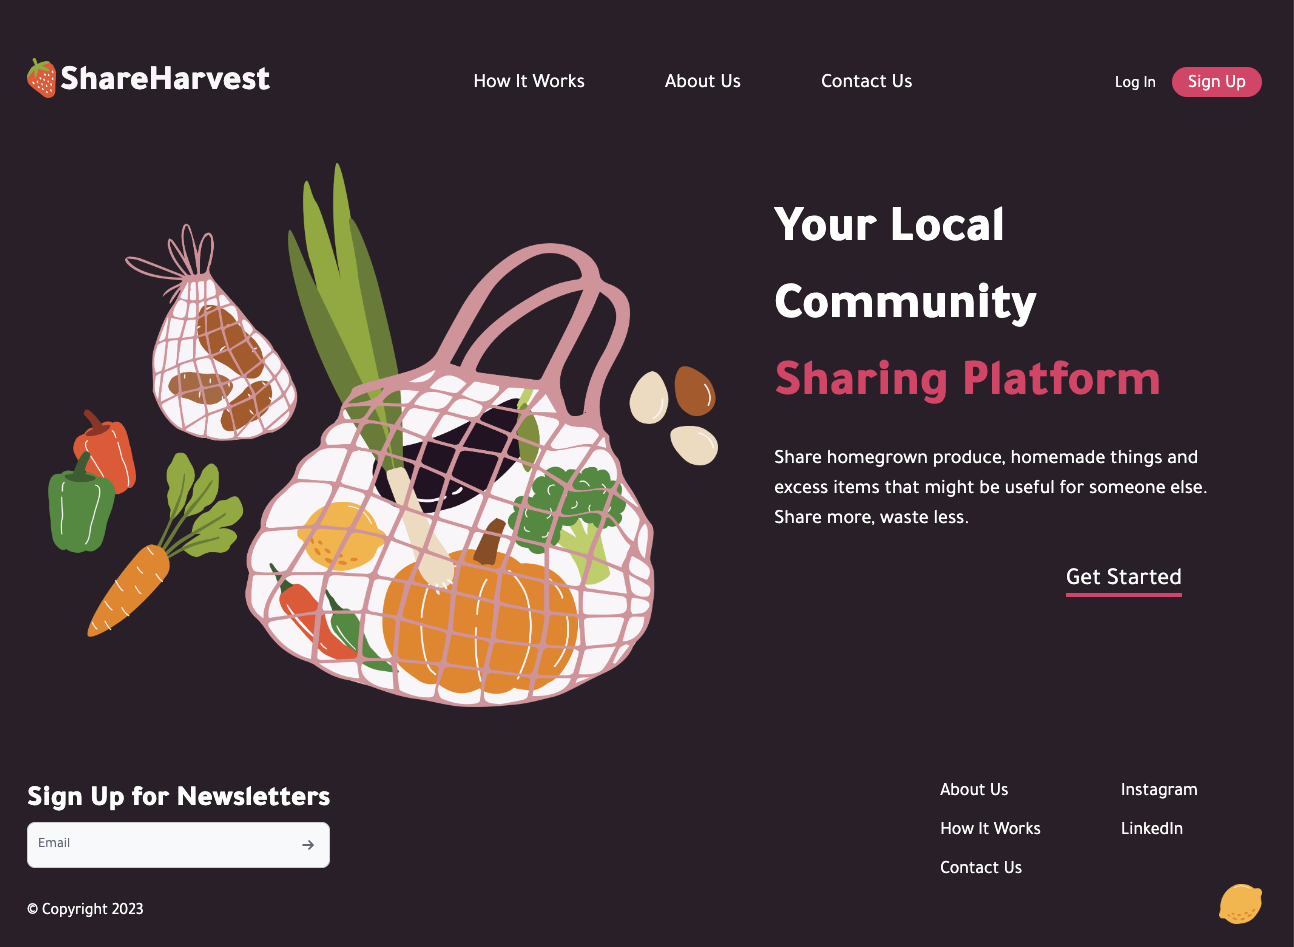 ShareHarvest
How It Works
About Us
Contact Us
Log In
Sign Up
Your Local
Community
Sharing Platform
Share homegrown produce, homemade things and
excess items that might be useful for someone else.
Share more, waste less.
Get Started
Sign Up for Newsletters
Email
© Copyright 2023
About Us
How It Works
Contact Us
Instagram
LinkedIn